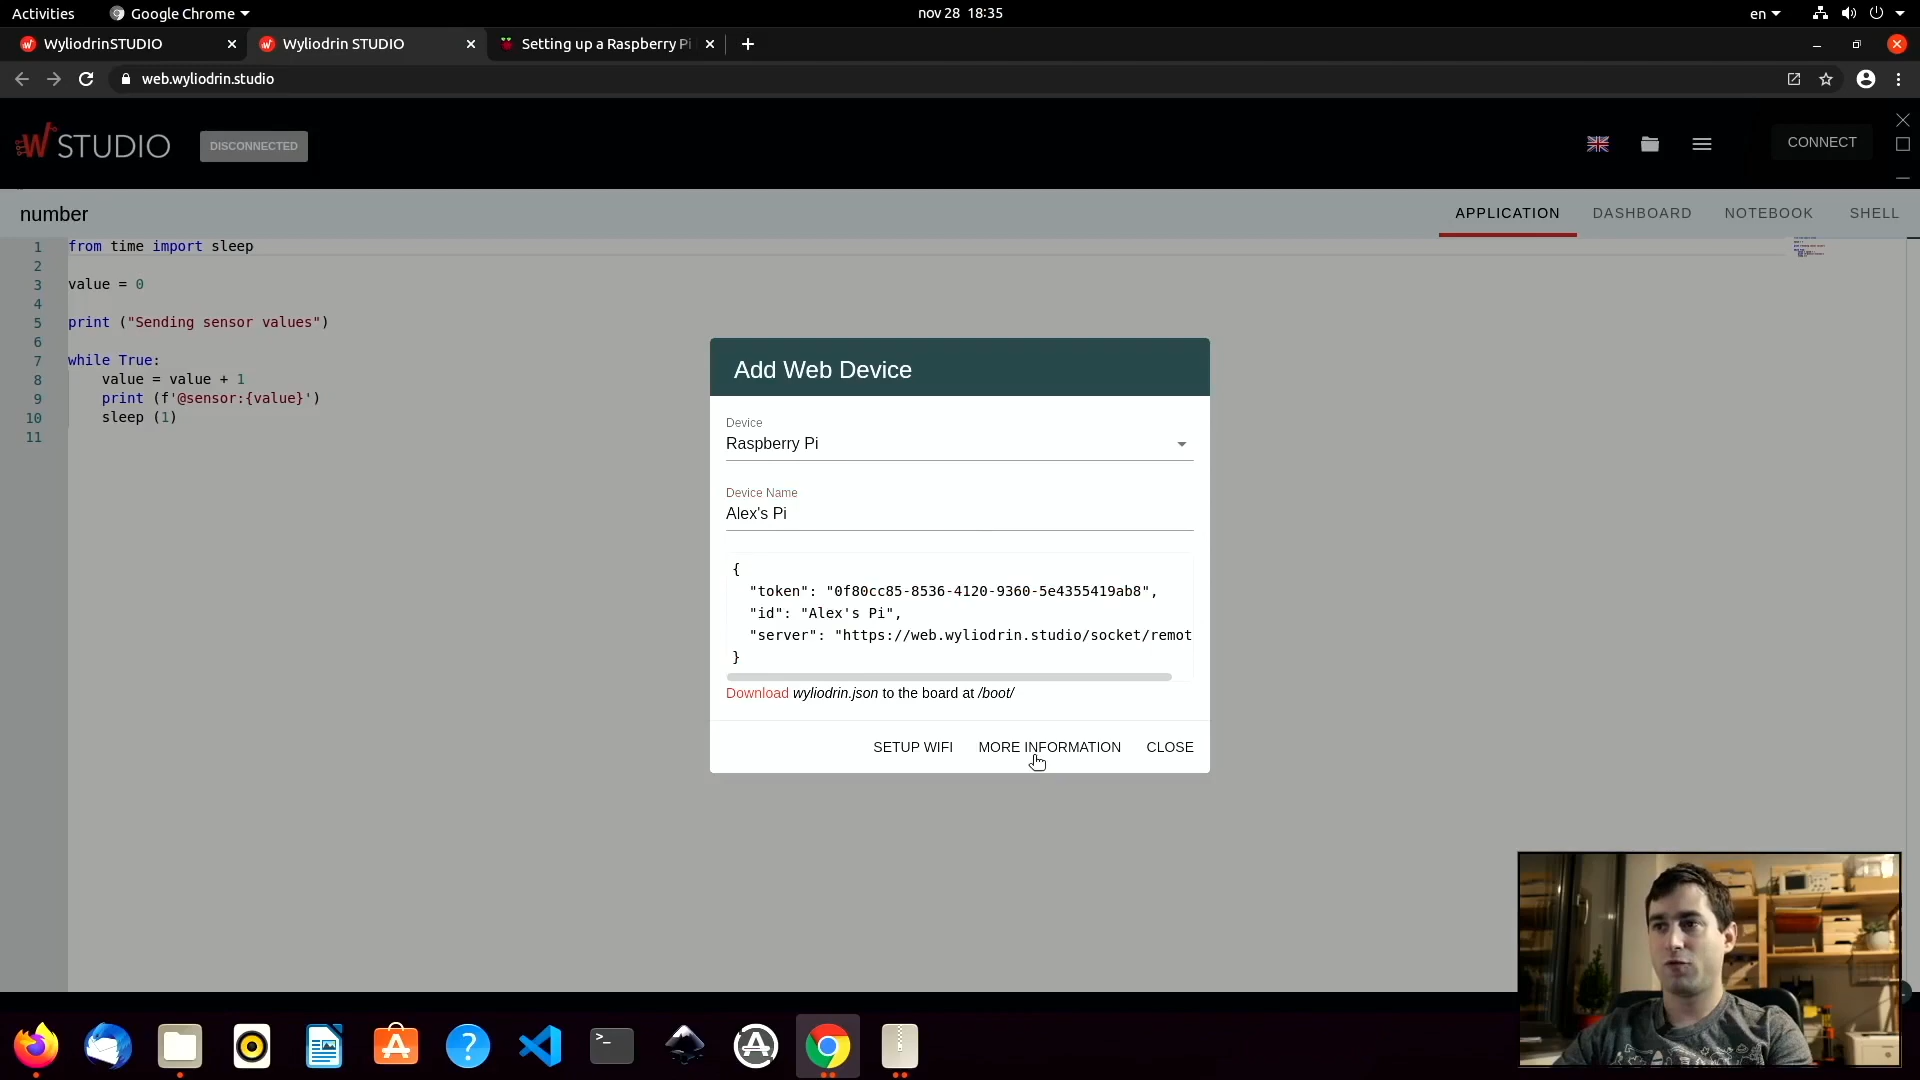 Activities
Google Chrome
nov 28 18:35
en
WyliodrinSTUDIO
Wyliodrin STUDIO
Setting up a Raspberry Pi
web.wyliodrin.studio
W STUDIO
DISCONNECTED
CONNECT
number
APPLICATION
DASHBOARD
NOTEBOOK
SHELL
1 from time import sleep
2
3 value = 0
4
5 print ("Sending sensor values")
6
7 while True:
8 value = value + 1
9 print (f'@sensor:{value}')
10 sleep (1)
11
Add Web Device
Device
Raspberry Pi
Device Name
Alex's Pi
{
"token": "0f80cc85-8536-4120-9360-5e4355419ab8",
"id": "Alex's Pi",
"server": "https://web.wyliodrin.studio/socket/remot
}
Download wyliodrin.json to the board at /boot/
SETUP WIFI
MORE INFORMATION
CLOSE